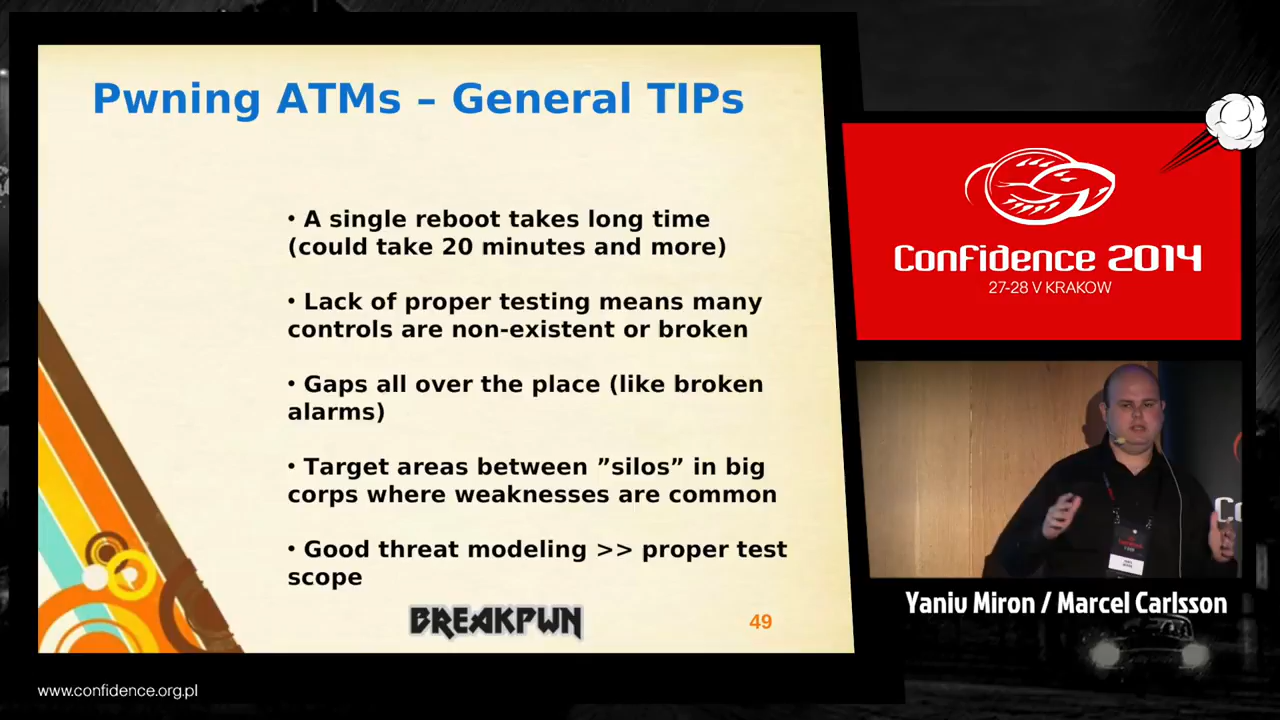 Pwning ATMs – General TIPs
• A single reboot takes long time
(could take 20 minutes and more)
• Lack of proper testing means many
controls are non-existent or broken
• Gaps all over the place (like broken
alarms)
• Target areas between ”silos” in big
corps where weaknesses are common
• Good threat modeling >> proper test
scope
BREAKPWN
49
Confidence 2014
27-28 V KRAKOW
Yaniv Miron / Marcel Carlsson
www.confidence.org.pl